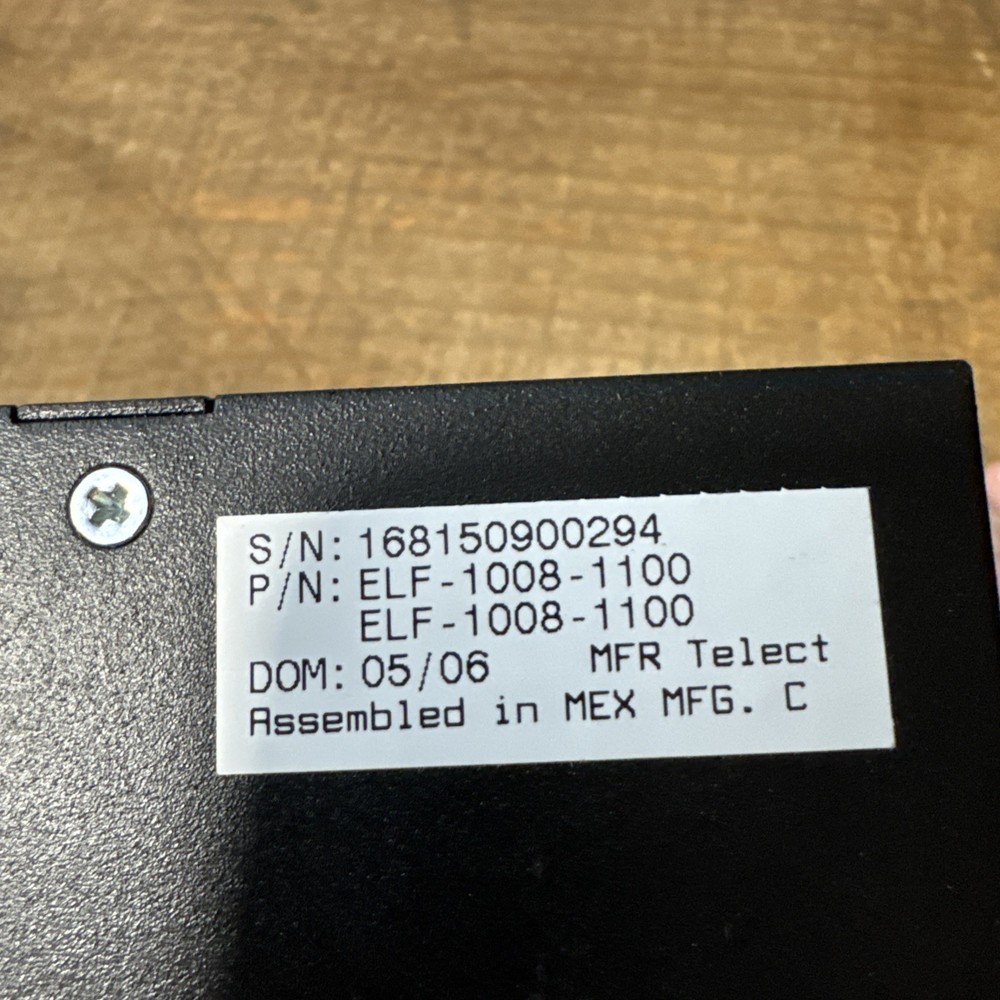 S/N: 168150900294
P/N: ELF-1008-1100
ELF-1008-1100
DOM: 05/06 MFR Telect
Assembled in MEX MFG. C